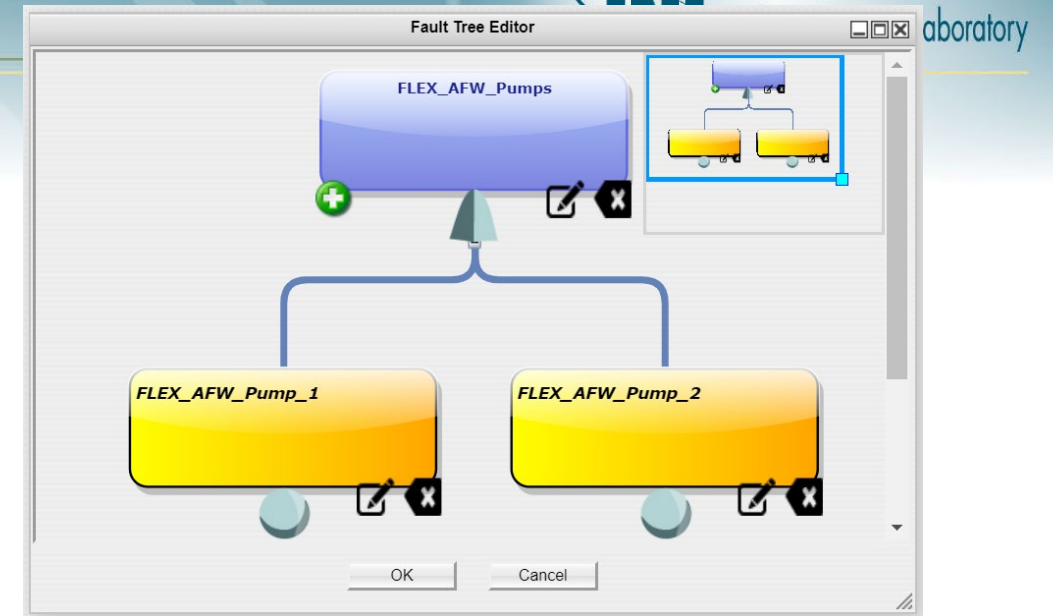 Fault Tree Editor
aboratory
FLEX_AFW_Pumps
FLEX_AFW_Pump_1
FLEX_AFW_Pump_2
OK
Cancel